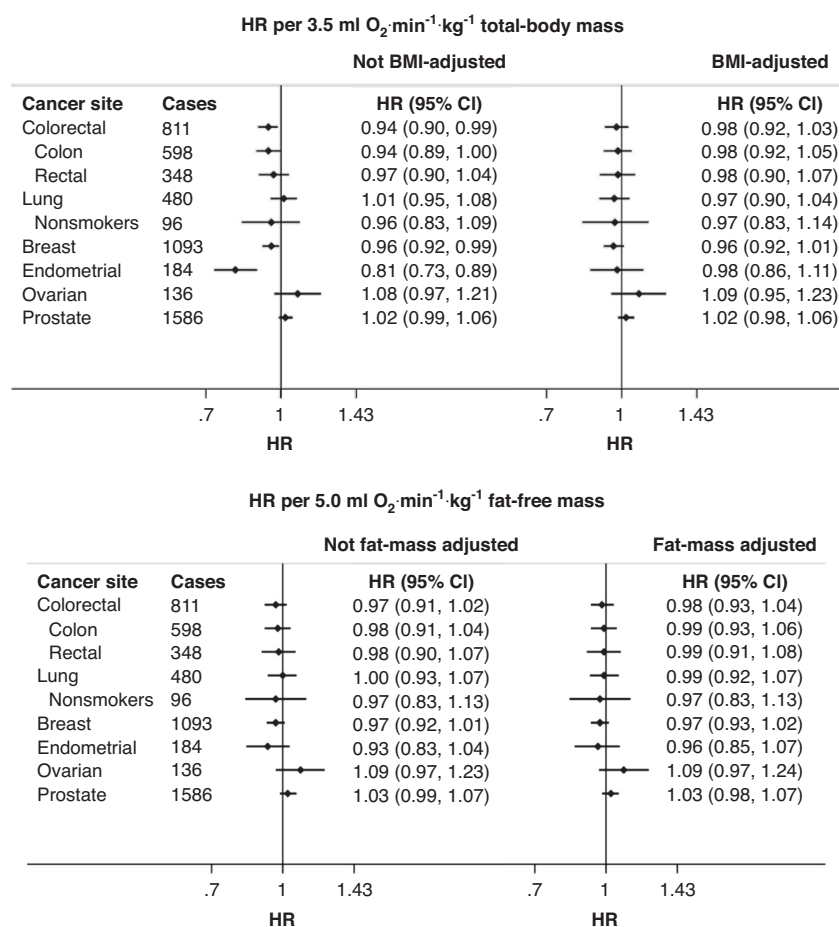 HR per 3.5 ml O₂·min⁻¹·kg⁻¹ total-body mass
Not BMI-adjusted BMI-adjusted
Cancer site Cases HR (95% CI) HR (95% CI)
Colorectal 811 0.94 (0.90, 0.99) 0.98 (0.92, 1.03)
Colon 598 0.94 (0.89, 1.00) 0.98 (0.92, 1.05)
Rectal 348 0.97 (0.90, 1.04) 0.98 (0.90, 1.07)
Lung 480 1.01 (0.95, 1.08) 0.97 (0.90, 1.04)
Nonsmokers 96 0.96 (0.83, 1.09) 0.97 (0.83, 1.14)
Breast 1093 0.96 (0.92, 0.99) 0.96 (0.92, 1.01)
Endometrial 184 0.81 (0.73, 0.89) 0.98 (0.86, 1.11)
Ovarian 136 1.08 (0.97, 1.21) 1.09 (0.95, 1.23)
Prostate 1586 1.02 (0.99, 1.06) 1.02 (0.98, 1.06)
.7 1 1.43 .7 1 1.43
HR HR
HR per 5.0 ml O₂·min⁻¹·kg⁻¹ fat-free mass
Not fat-mass adjusted Fat-mass adjusted
Cancer site Cases HR (95% CI) HR (95% CI)
Colorectal 811 0.97 (0.91, 1.02) 0.98 (0.93, 1.04)
Colon 598 0.98 (0.91, 1.04) 0.99 (0.93, 1.06)
Rectal 348 0.98 (0.90, 1.07) 0.99 (0.91, 1.08)
Lung 480 1.00 (0.93, 1.07) 0.99 (0.92, 1.07)
Nonsmokers 96 0.97 (0.83, 1.13) 0.97 (0.83, 1.13)
Breast 1093 0.97 (0.92, 1.01) 0.97 (0.93, 1.02)
Endometrial 184 0.93 (0.83, 1.04) 0.96 (0.85, 1.07)
Ovarian 136 1.09 (0.97, 1.23) 1.09 (0.97, 1.24)
Prostate 1586 1.03 (0.99, 1.07) 1.03 (0.98, 1.07)
.7 1 1.43 .7 1 1.43
HR HR